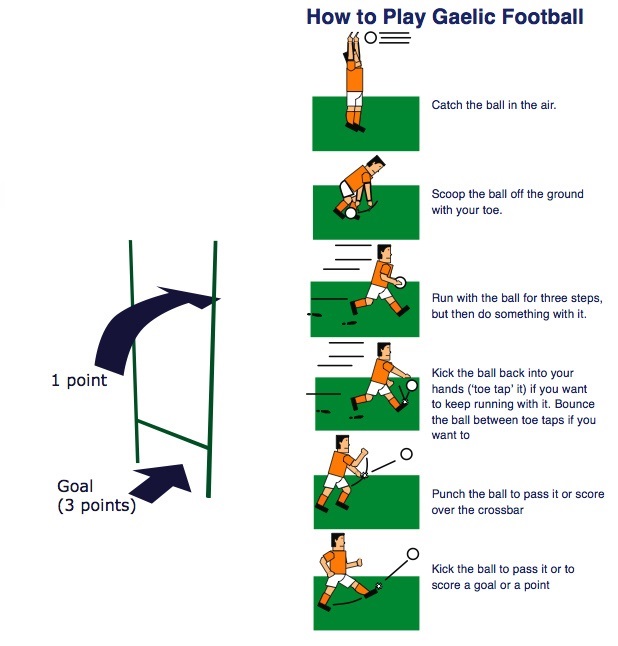 How to Play Gaelic Football
Catch the ball in the air.
Scoop the ball off the ground
with your toe.
Run with the ball for three steps,
but then do something with it.
1 point
Kick the ball back into your
hands (‘toe tap’ it) if you want
to keep running with it. Bounce
the ball between toe taps if you
want to
Goal
(3 points)
Punch the ball to pass it or score
over the crossbar
Kick the ball to pass it or to
score a goal or a point